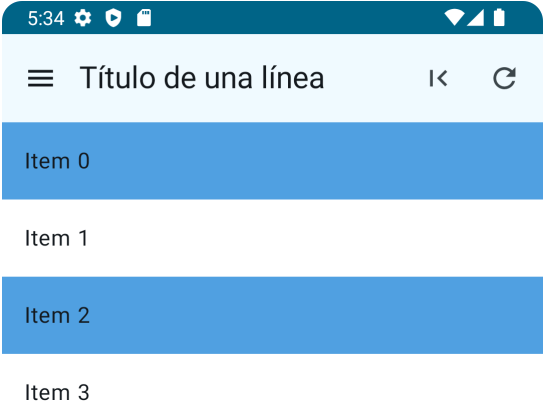 5:34
Título de una línea
Item 0
Item 1
Item 2
Item 3